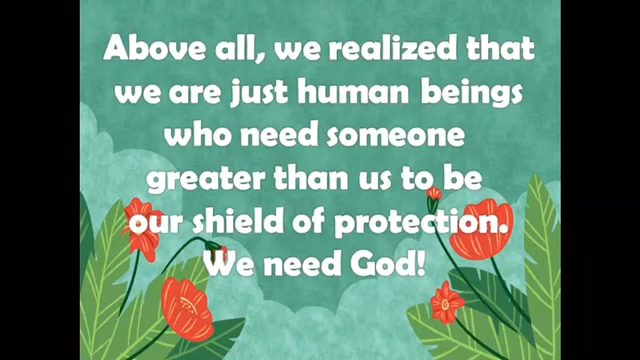 Above all, we realized that
we are just human beings
who need someone
greater than us to be
our shield of protection.
We need God!